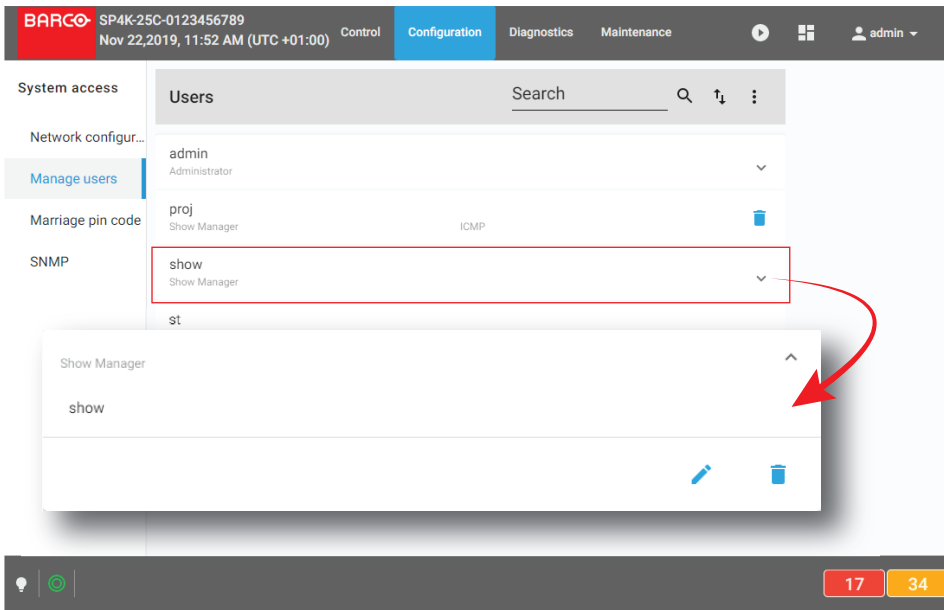 BARCO SP4K-25C-0123456789
Nov 22,2019, 11:52 AM (UTC +01:00)
Control Configuration Diagnostics Maintenance admin
System access
Network configur...
Manage users
Marriage pin code
SNMP
Users Search
admin
Administrator
proj
Show Manager ICMP
show
Show Manager
st
Show Manager
show
17 34